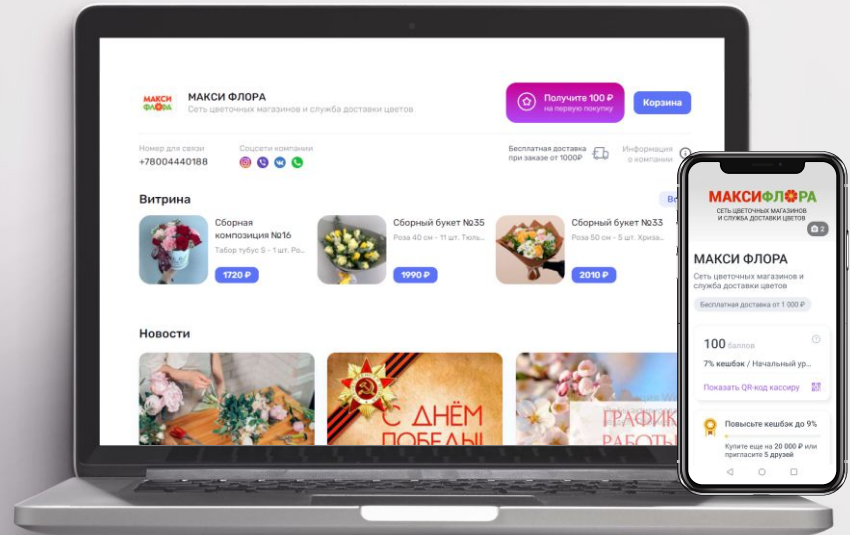 МАКСИ
ФЛОРА
МАКСИ ФЛОРА
Сеть цветочных магазинов и служба доставки цветов
Получите 100 ₽
на первую покупку
Корзина
Номер для связи
+78004440188
Соцсети компании
Бесплатная доставка
при заказе от 1000₽
Информация
о компании
Витрина
Сборная
композиция №16
Табор тубус S - 1 шт. Ро...
1720 ₽
Сборный букет №35
Роза 40 см - 11 шт. Тюль...
1990 ₽
Сборный букет №33
Роза 50 см - 5 шт. Хриза...
2010 ₽
Новости
С ДНЁМ
ПОБЕДЫ!
ГРАФИК
РАБОТЫ
МАКСИФЛОРА
СЕТЬ ЦВЕТОЧНЫХ МАГАЗИНОВ
И СЛУЖБА ДОСТАВКИ ЦВЕТОВ
2
МАКСИ ФЛОРА
Сеть цветочных магазинов и
служба доставки цветов
Бесплатная доставка от 1 000 ₽
100 баллов
7% кешбэк / Начальный ур...
Показать QR-код кассиру
Повысьте кешбэк до 9%
Купите еще на 20 000 ₽ или
пригласите 5 друзей